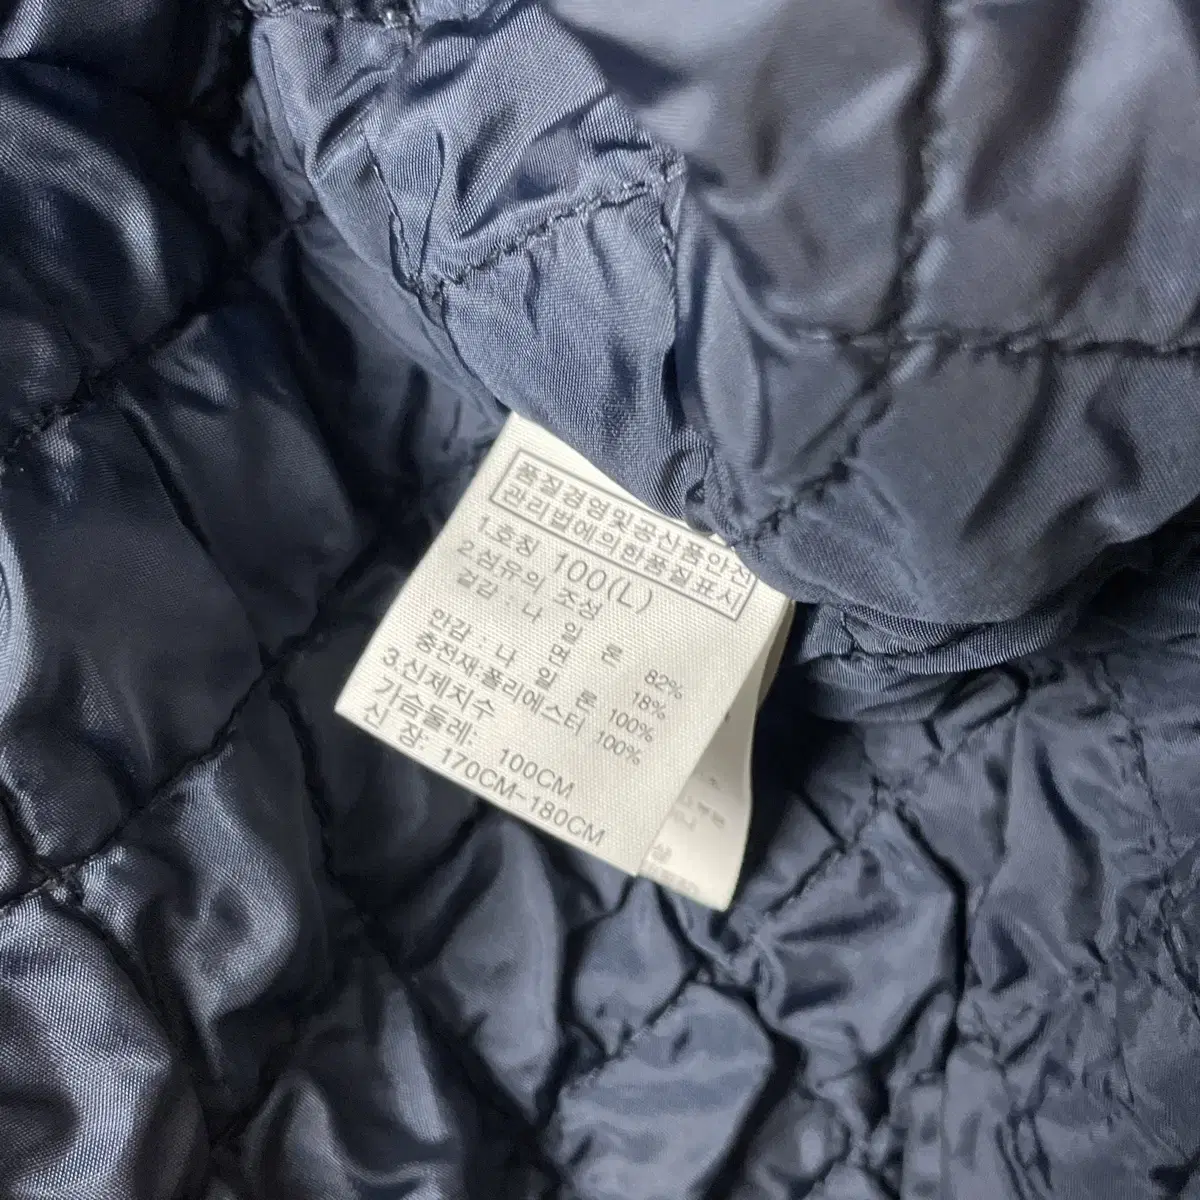 품질경영및공산품안전
관리법에의한품질표시
1.호칭 100(L)
2.섬유의 조성
겉감 : 나 일 론 82%
면 18%
안감 : 나 일 론 100%
충전재:폴리에스터 100%
3.신체치수
가슴둘레: 100CM
신 장: 170CM-180CM